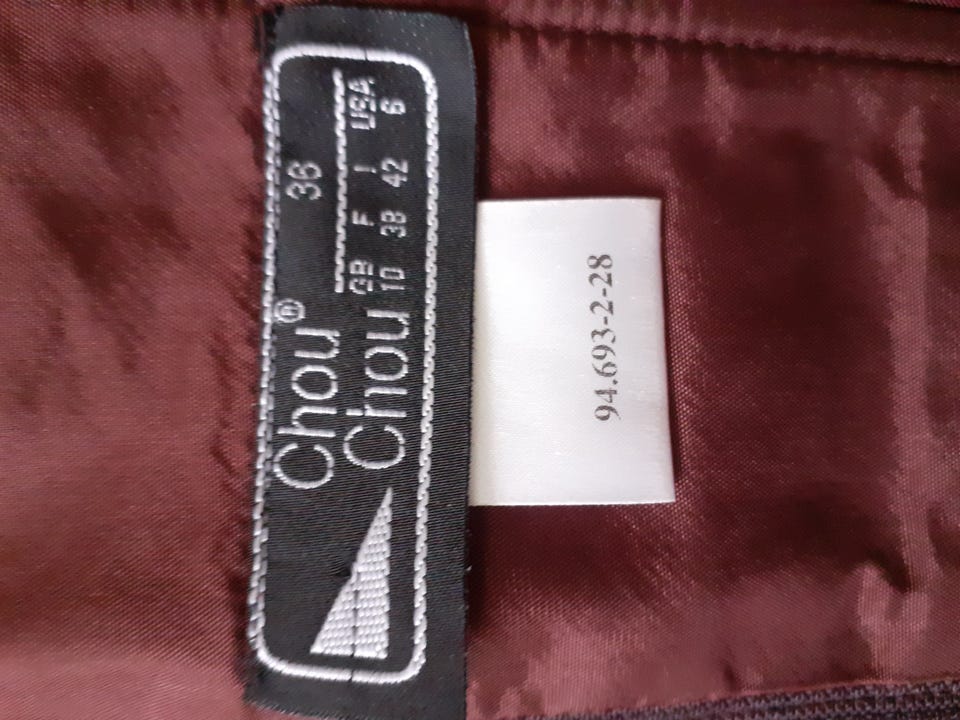 Chou®
Chou
36
GB F I USA
10 38 42 6
94.693-2-28